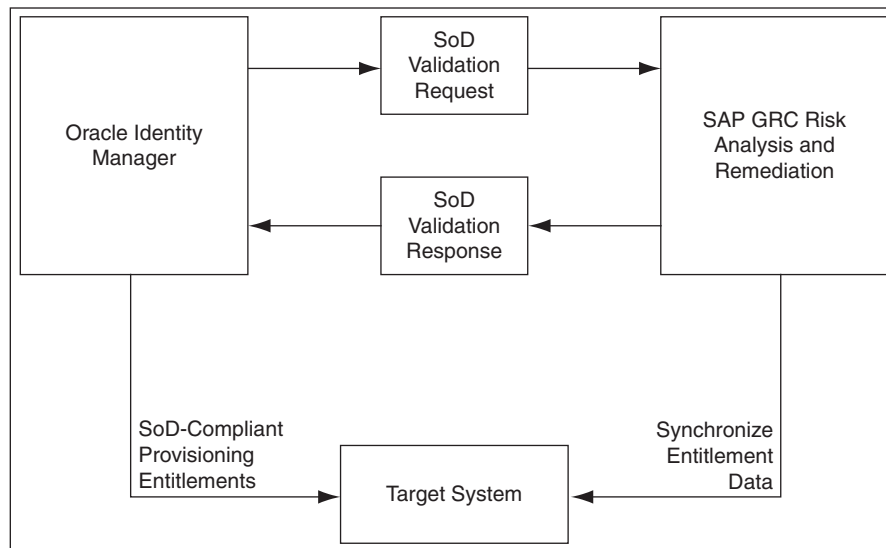 Oracle Identity
Manager
SoD
Validation
Request
SAP GRC Risk
Analysis and
Remediation
SoD
Validation
Response
SoD-Compliant
Provisioning
Entitlements
Target System
Synchronize
Entitlement
Data